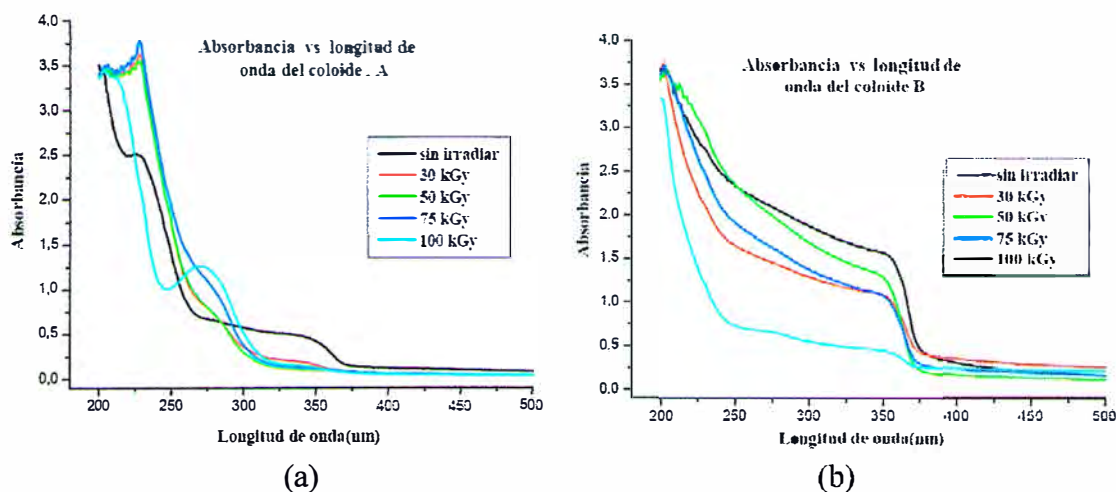 Absorbancia vs longitud de
onda del coloide . A
Absorbancia
4.0
3.5
3.0
2.5
2.0
1.5
1.0
0.5
0.0
sin irradiar
30 kGy
50 kGy
75 kGy
100 kGy
200 250 300 350 400 450 500
Longitud de onda(nm)
(a)
Absorbancia vs longitud de
onda del coloide B
Absorbancia
4.0
3.5
3.0
2.5
2.0
1.5
1.0
0.5
0.0
sin irradiar
30 kGy
50 kGy
75 kGy
100 kGy
200 250 300 350 400 450 500
Longitud de onda(nm)
(b)